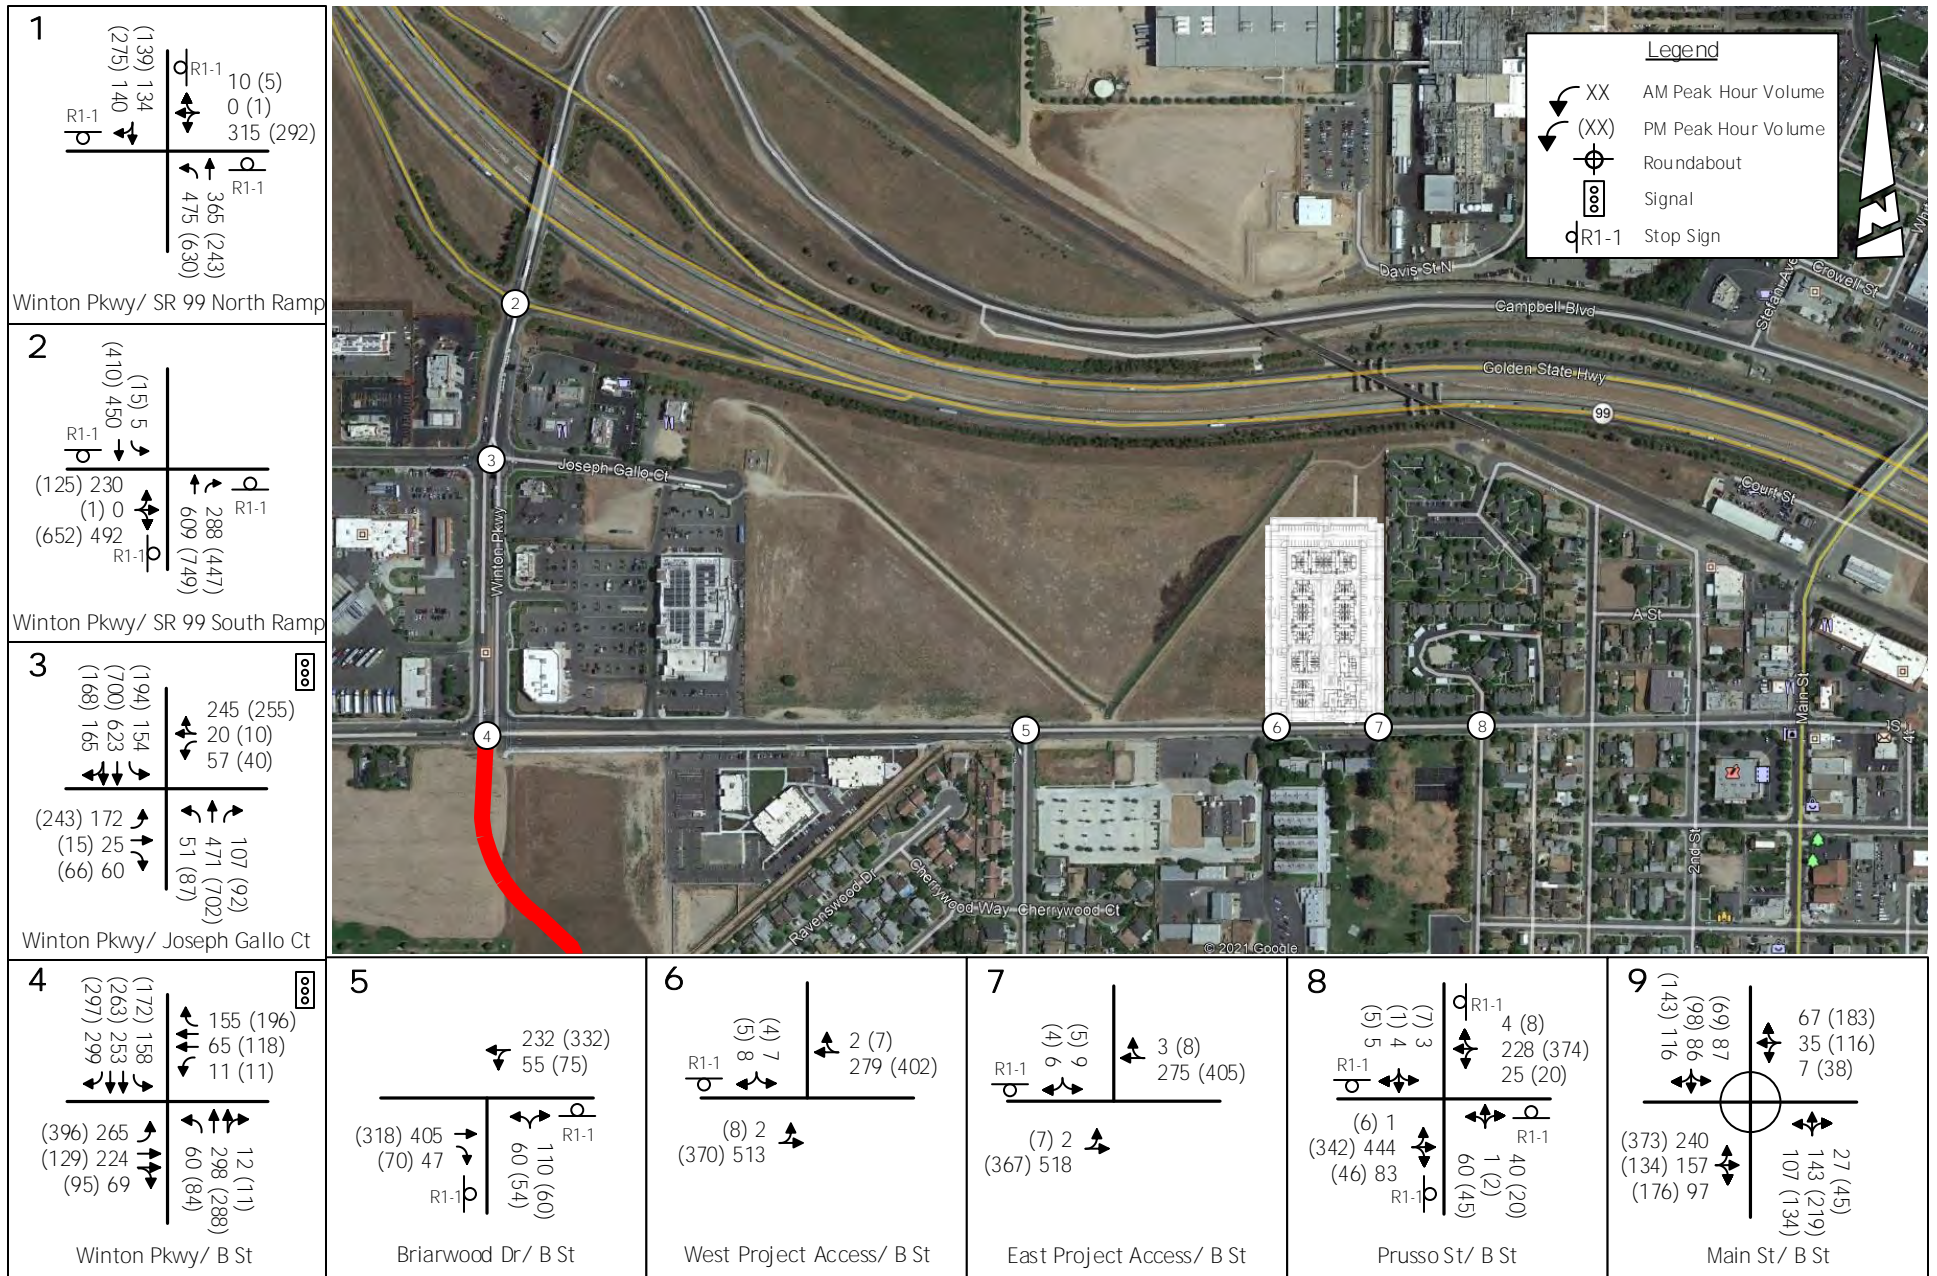 1
(275) 140
(139) 134
R1-1
R1-1
10 (5)
0 (1)
315 (292)
R1-1
475 (630)
365 (243)
Winton Pkwy/ SR 99 North Ramp
2
(410) 450
(15) 5
R1-1
(125) 230
(1) 0
(652) 492
R1-1
R1-1
609 (749)
288 (447)
Winton Pkwy/ SR 99 South Ramp
3
(168) 165
(700) 623
(194) 154
245 (255)
20 (10)
57 (40)
(243) 172
(15) 25
(66) 60
51 (87)
471 (702)
107 (92)
Winton Pkwy/ Joseph Gallo Ct
4
(297) 299
(263) 253
(172) 158
155 (196)
65 (118)
11 (11)
(396) 265
(129) 224
(95) 69
60 (84)
298 (288)
12 (11)
Winton Pkwy/ B St
5
232 (332)
55 (75)
(318) 405
(70) 47
R1-1
R1-1
60 (54)
110 (60)
Briarwood Dr/ B St
6
(5) 8
(4) 7
R1-1
2 (7)
279 (402)
(8) 2
(370) 513
West Project Access/ B St
7
(4) 6
(5) 9
R1-1
3 (8)
275 (405)
(7) 2
(367) 518
East Project Access/ B St
8
(5) 5
(1) 4
(7) 3
R1-1
R1-1
4 (8)
228 (374)
25 (20)
(6) 1
(342) 444
(46) 83
R1-1
R1-1
60 (45)
1 (2)
40 (20)
Prusso St/ B St
9
(143) 116
(98) 86
(69) 87
67 (183)
35 (116)
7 (38)
(373) 240
(134) 157
(176) 97
107 (134)
143 (219)
27 (45)
Main St/ B St
Legend
XX AM Peak Hour Volume
(XX) PM Peak Hour Volume
Roundabout
Signal
R1-1 Stop Sign
Davis St N
Campbell Blvd
Stefani Ave
Crowell St
Golden State Hwy
99
2
3
Joseph Gallo Ct
Winton Pkwy
Court St
A St
Main St
4
5
6
7
8
2nd St
Ravenswood Dr
Cherrywood Way
Cherrywood Ct
© 2021 Google